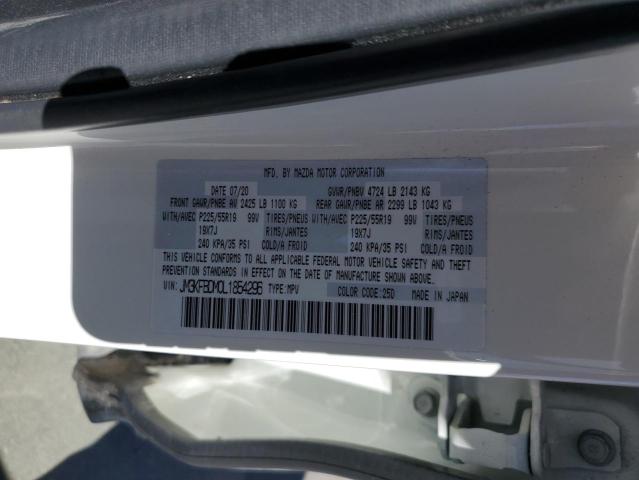 MFD. BY MAZDA MOTOR CORPORATION
DATE 07/20 GVWR/PNBV 4724 LB 2143 KG
FRONT GAWR/PNBE AV 2425 LB 1100 KG REAR GAWR/PNBE AR 2299 LB 1043 KG
WITH/AVEC P225/55R19 99V TIRES/PNEUS WITH/AVEC P225/55R19 99V TIRES/PNEUS
19X7J RIMS/JANTES 19X7J RIMS/JANTES
240 KPA/35 PSI COLD/A FROID 240 KPA/35 PSI COLD/A FROID
THIS VEHICLE CONFORMS TO ALL APPLICABLE FEDERAL MOTOR VEHICLE SAFETY AND THEFT
PREVENTION STANDARDS IN EFFECT ON THE DATE OF MANUFACTURE SHOWN ABOVE.
VIN: JM3KFBDM0L1854296 TYPE: MPV COLOR CODE: 25D MADE IN JAPAN